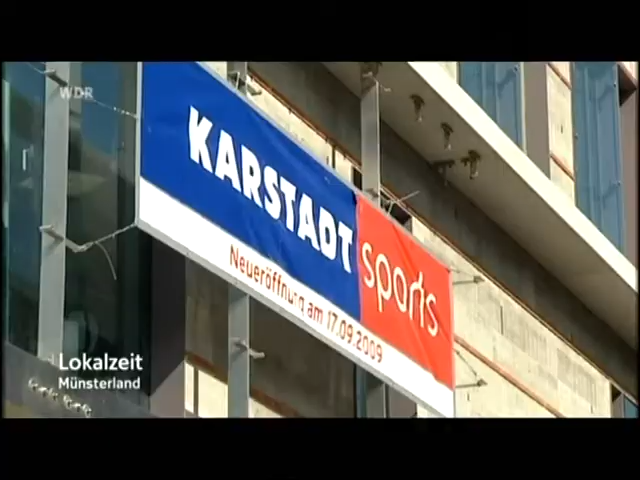 WDR
KARSTADT sports
Neueröffnung am 17.09.2009
Lokalzeit
Münsterland